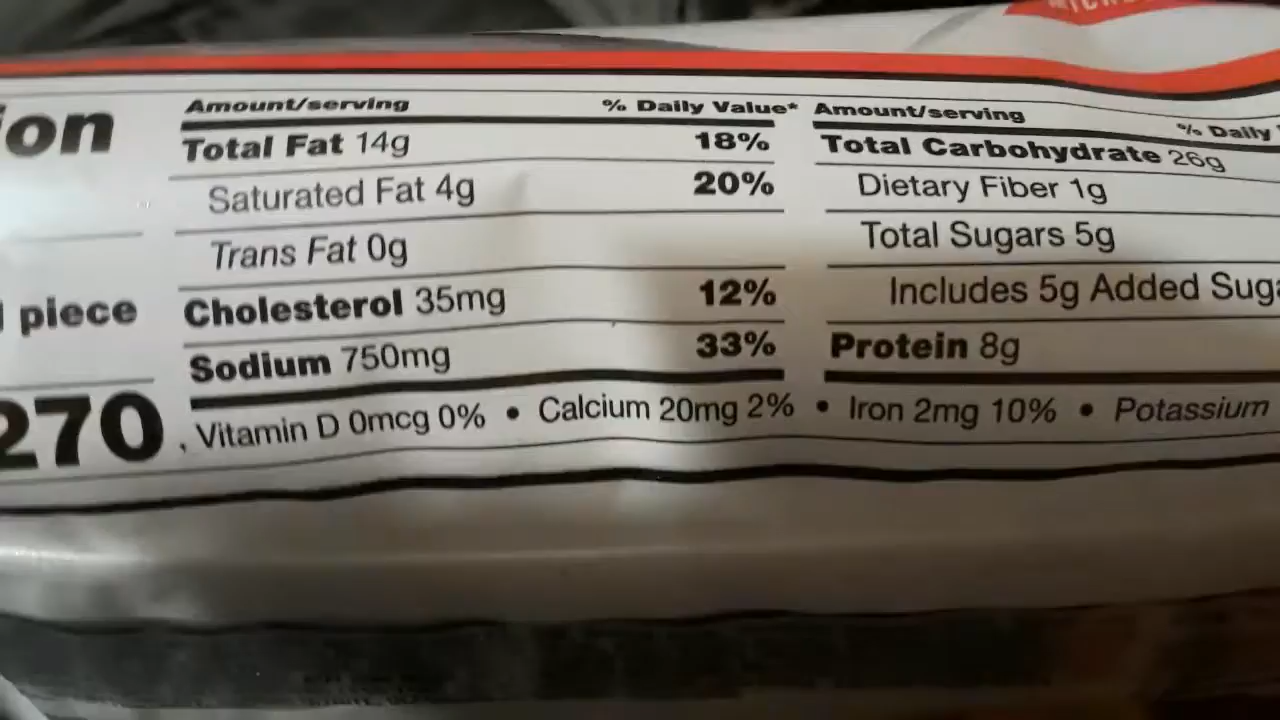 ion
piece
270
Amount/serving % Daily Value*
Total Fat 14g 18%
Saturated Fat 4g 20%
Trans Fat 0g
Cholesterol 35mg 12%
Sodium 750mg 33%
Amount/serving % Daily
Total Carbohydrate 26g
Dietary Fiber 1g
Total Sugars 5g
Includes 5g Added Suga
Protein 8g
Vitamin D 0mcg 0% • Calcium 20mg 2% • Iron 2mg 10% • Potassium